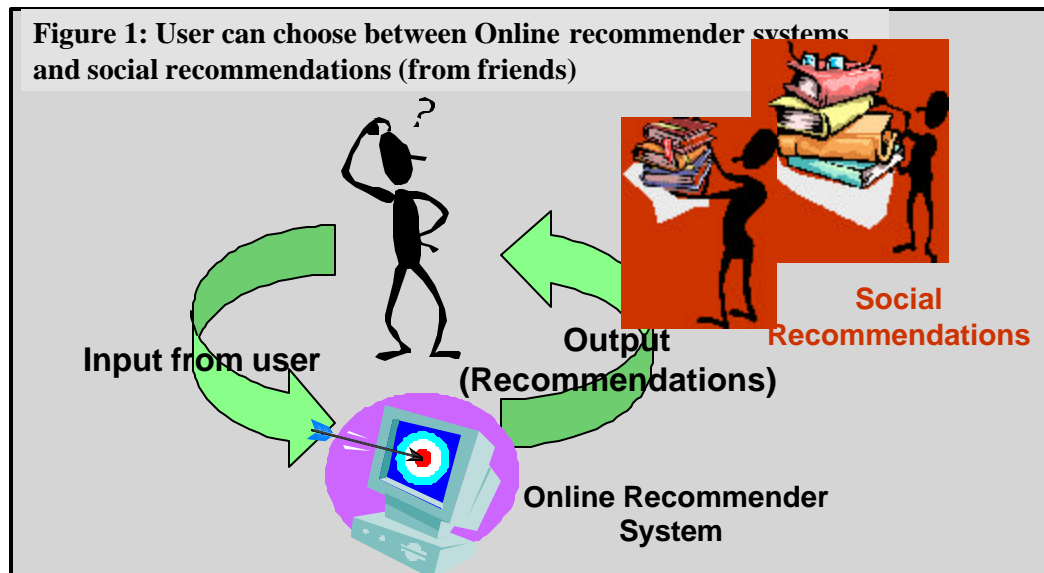 Figure 1: User can choose between Online recommender systems
and social recommendations (from friends)
?
Social
Recommendations
Input from user
Output
(Recommendations)
Online Recommender
System